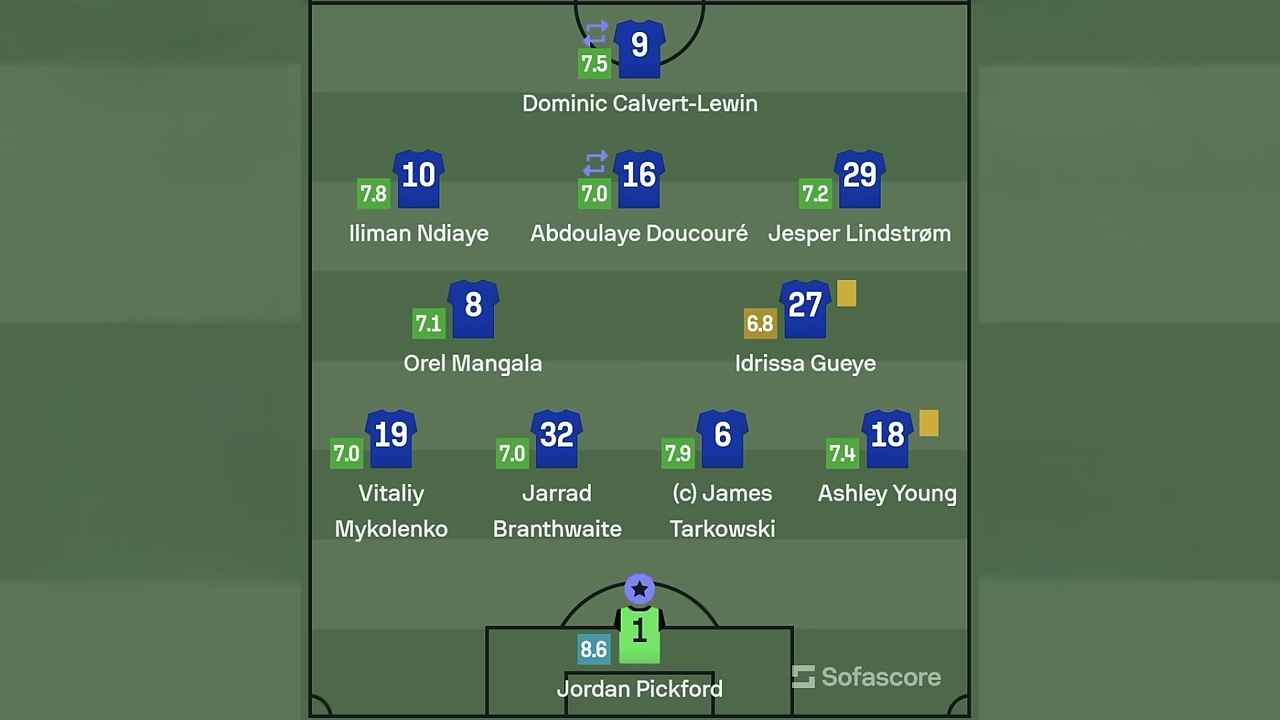 9
7.5
Dominic Calvert-Lewin
10
7.8
Iliman Ndiaye
16
7.0
Abdoulaye Doucouré
29
7.2
Jesper Lindstrøm
8
7.1
Orel Mangala
27
6.8
Idrissa Gueye
19
7.0
Vitaliy
Mykolenko
32
7.0
Jarrad
Branthwaite
6
7.9
(c) James
Tarkowski
18
7.4
Ashley Young
1
8.6
Jordan Pickford
Sofascore